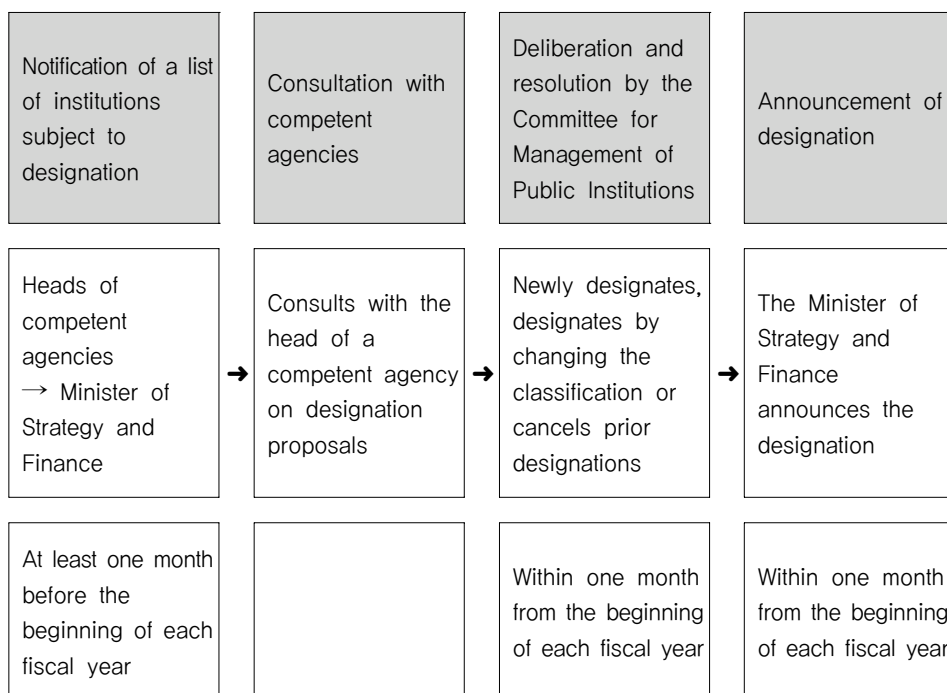 Notification of a list
of institutions
subject to
designation
Consultation with
competent
agencies
Deliberation and
resolution by the
Committee for
Management of
Public Institutions
Announcement of
designation
Heads of
competent
agencies
→ Minister of
Strategy and
Finance
➜
Consults with the
head of a
competent agency
on designation
proposals
➜
Newly designates,
designates by
changing the
classification or
cancels prior
designations
➜
The Minister of
Strategy and
Finance
announces the
designation
At least one month
before the
beginning of each
fiscal year
Within one month
from the beginning
of each fiscal year
Within one month
from the beginning
of each fiscal year